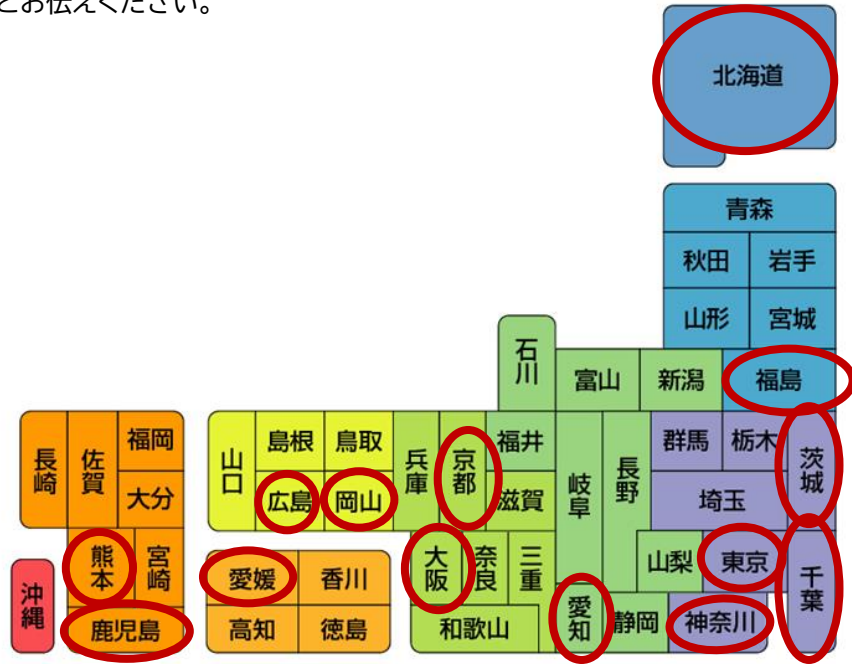 とお伝えください。
北海道
青森
秋田
岩手
山形
宮城
石川
富山
新潟
福島
長崎
佐賀
福岡
山口
島根
鳥取
兵庫
京都
福井
岐阜
長野
群馬
栃木
茨城
大分
広島
岡山
滋賀
埼玉
熊本
宮崎
愛媛
香川
大阪
奈良
三重
山梨
東京
千葉
沖縄
鹿児島
高知
徳島
和歌山
愛知
静岡
神奈川